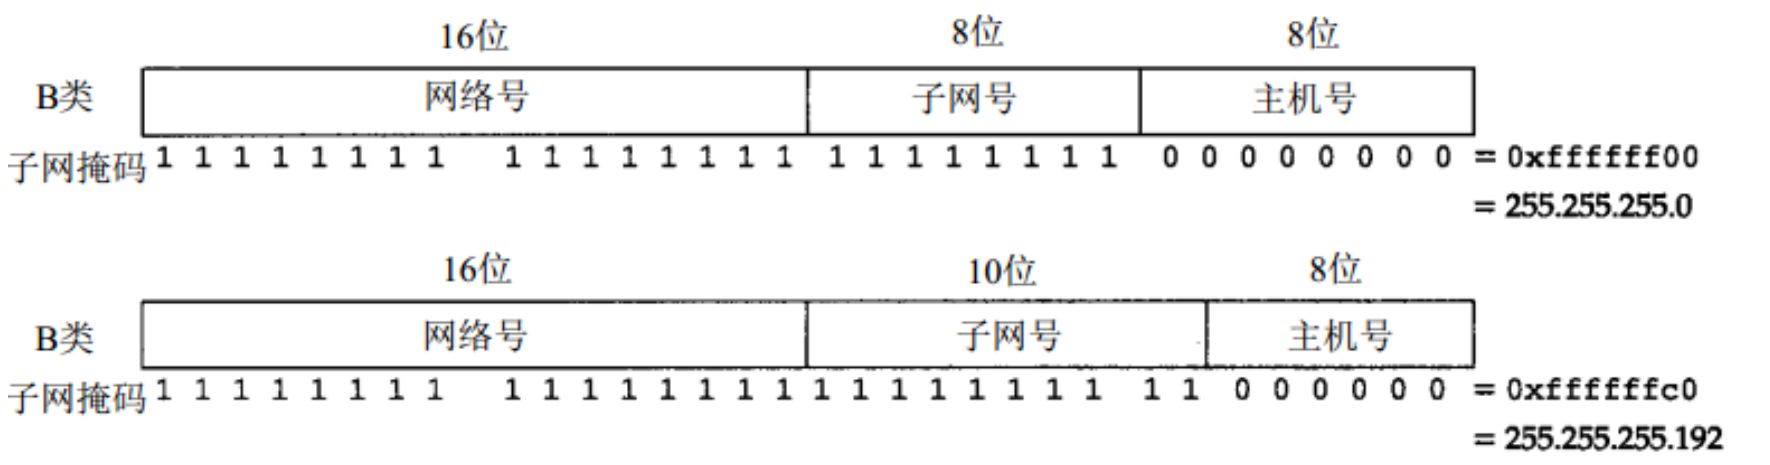 16位 8位 8位
B类 网络号 子网号 主机号
子网掩码 1 1 1 1 1 1 1 1 1 1 1 1 1 1 1 1 1 1 1 1 1 1 1 1 0 0 0 0 0 0 0 0 = 0xffffff00
= 255.255.255.0
16位 10位 8位
B类 网络号 子网号 主机号
子网掩码 1 1 1 1 1 1 1 1 1 1 1 1 1 1 1 1 1 1 1 1 1 1 1 1 1 1 0 0 0 0 0 0 = 0xffffffc0
= 255.255.255.192